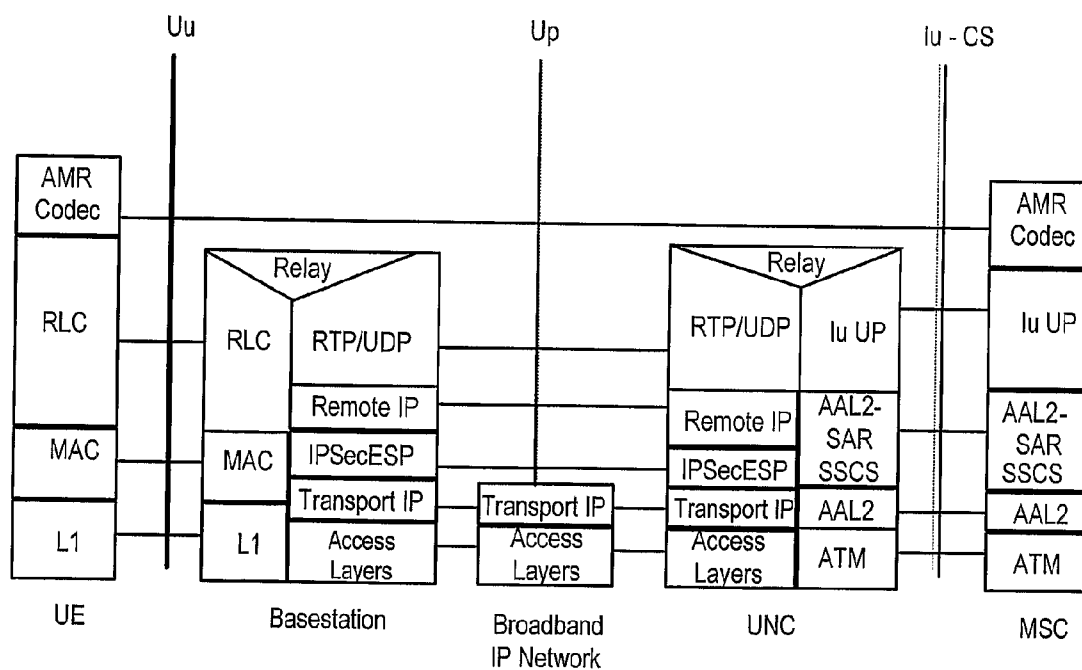 Uu
Up
Iu - CS
AMR
Codec
RLC
MAC
L1
UE
Relay
RLC
MAC
L1
RTP/UDP
Remote IP
IPSecESP
Transport IP
Access
Layers
Basestation
Transport IP
Access
Layers
Broadband
IP Network
Relay
RTP/UDP
Remote IP
IPSecESP
Transport IP
Access
Layers
Iu UP
AAL2-
SAR
SSCS
AAL2
ATM
UNC
AMR
Codec
Iu UP
AAL2-
SAR
SSCS
AAL2
ATM
MSC